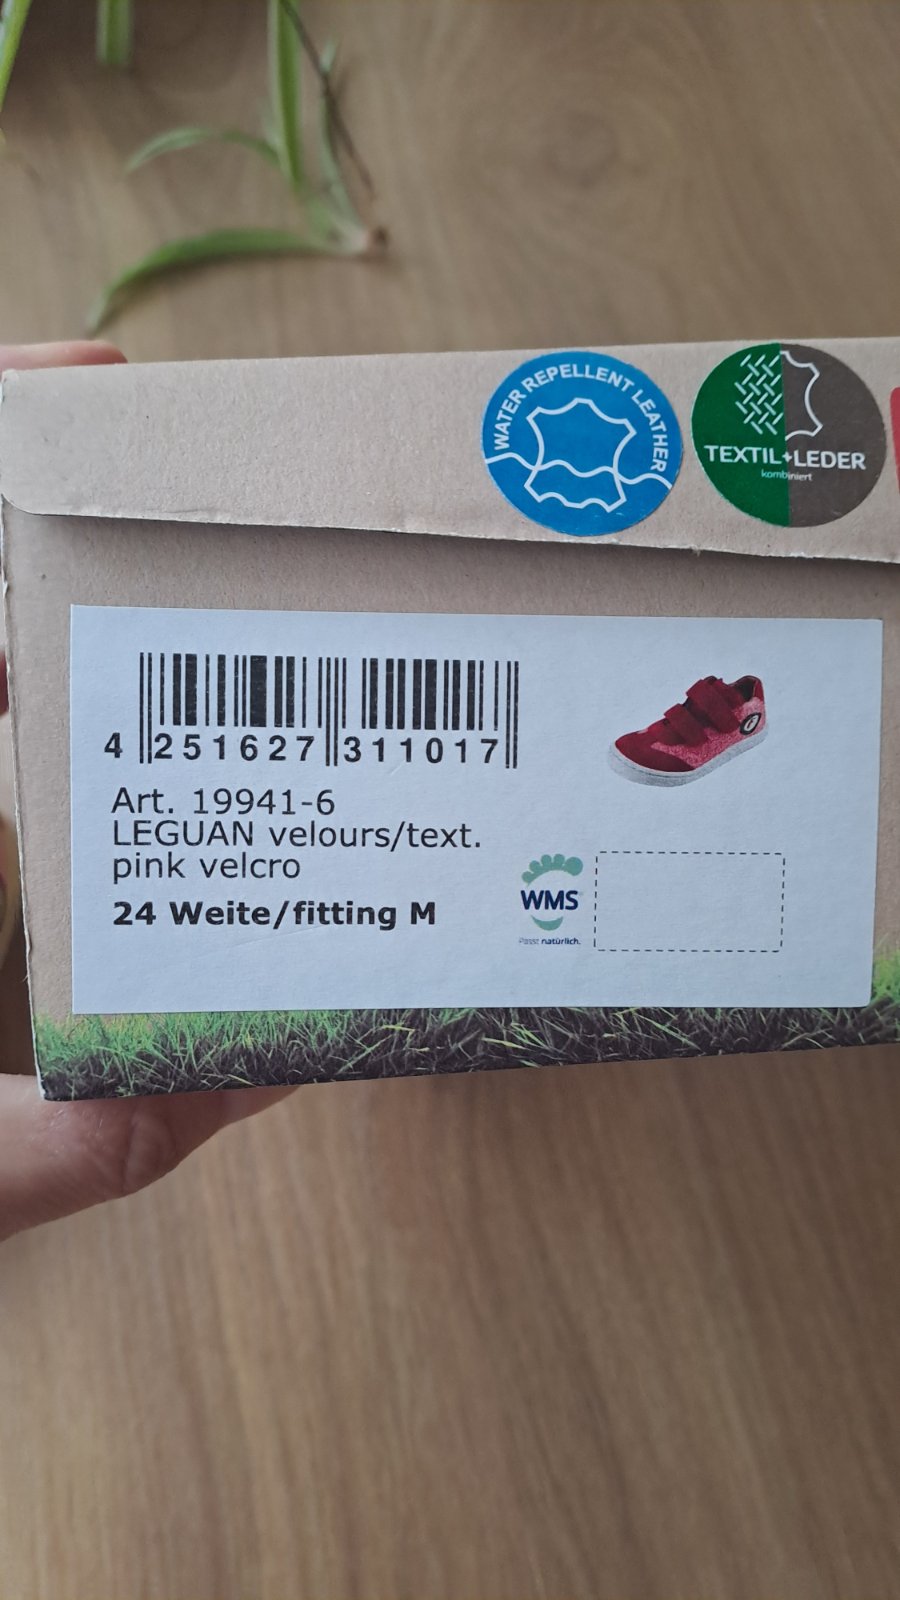 WATER REPELLENT LEATHER
TEXTIL+LEDER
kombiniert
4 251627 311017
Art. 19941-6
LEGUAN velours/text.
pink velcro
24 Weite/fitting M
WMS
Passt natürlich.